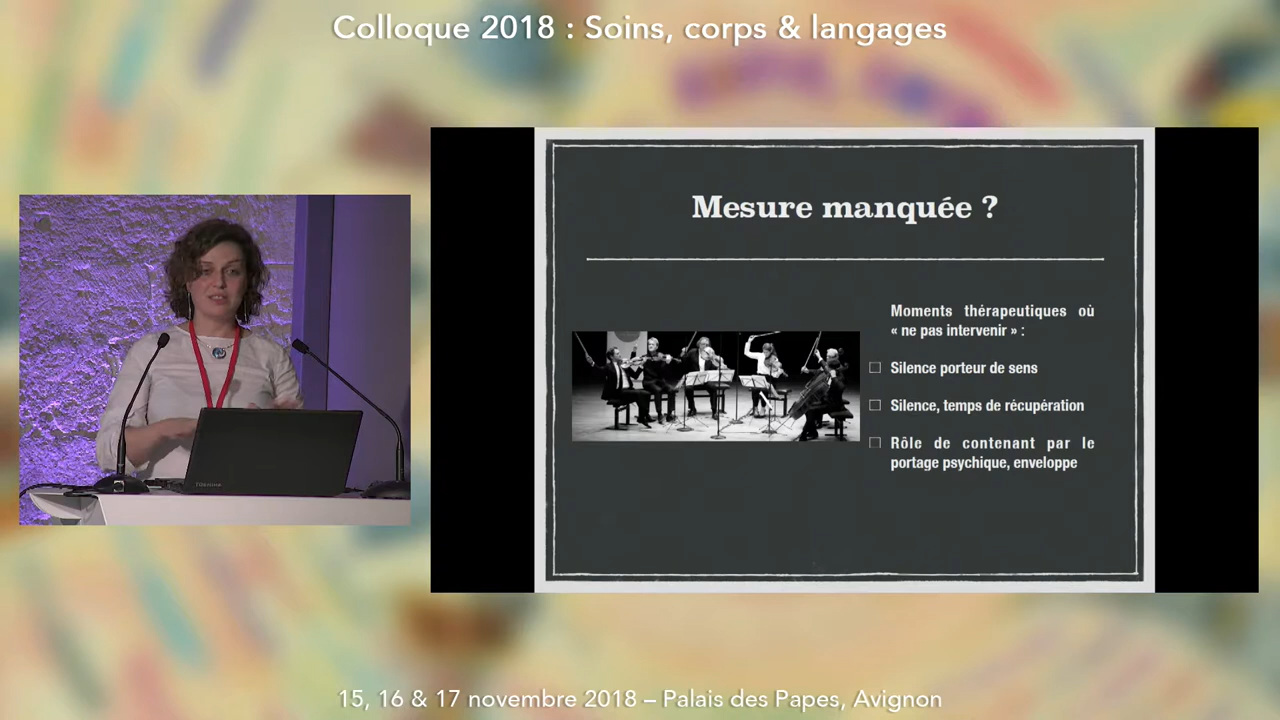 Colloque 2018 : Soins, corps & langages
Mesure manquée ?
Moments thérapeutiques où
« ne pas intervenir » :
Silence porteur de sens
Silence, temps de récupération
Rôle de contenant par le
portage psychique, enveloppe
TOSHIBA
15, 16 & 17 novembre 2018 – Palais des Papes, Avignon